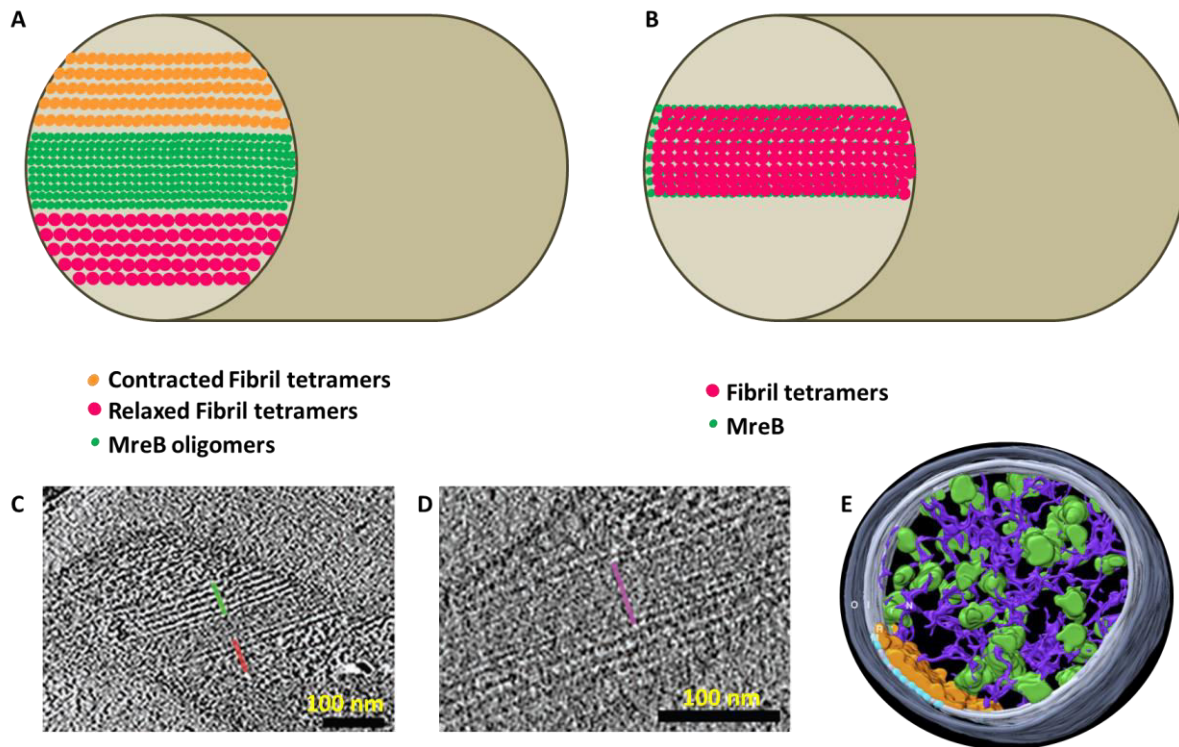 A
B
Contracted Fibril tetramers
Relaxed Fibril tetramers
MreB oligomers
Fibril tetramers
MreB
C
100 nm
D
100 nm
E
O I N